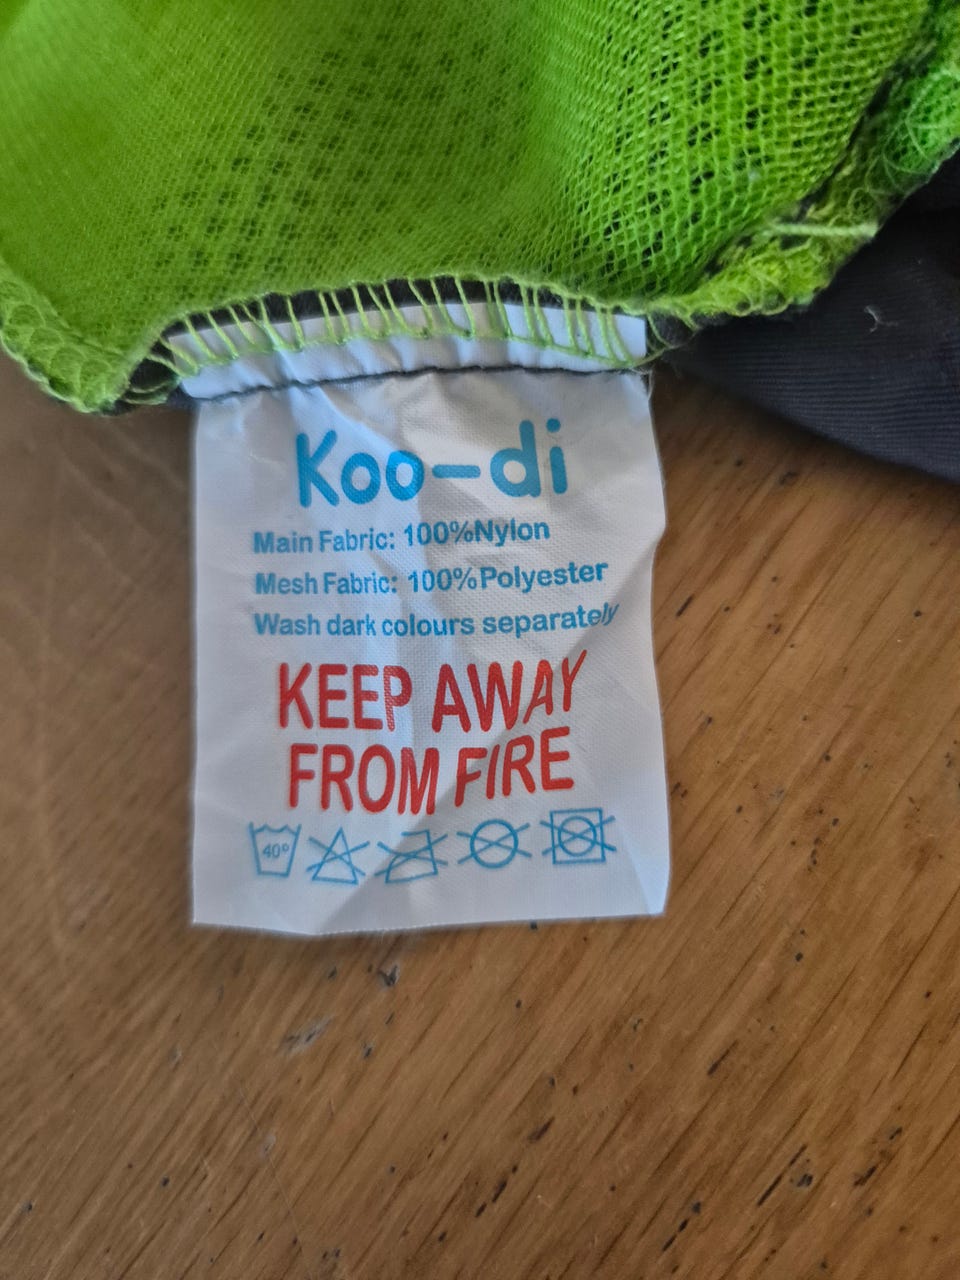 Koo-di
Main Fabric: 100%Nylon
Mesh Fabric: 100%Polyester
Wash dark colours separately
KEEP AWAY
FROM FIRE
40°